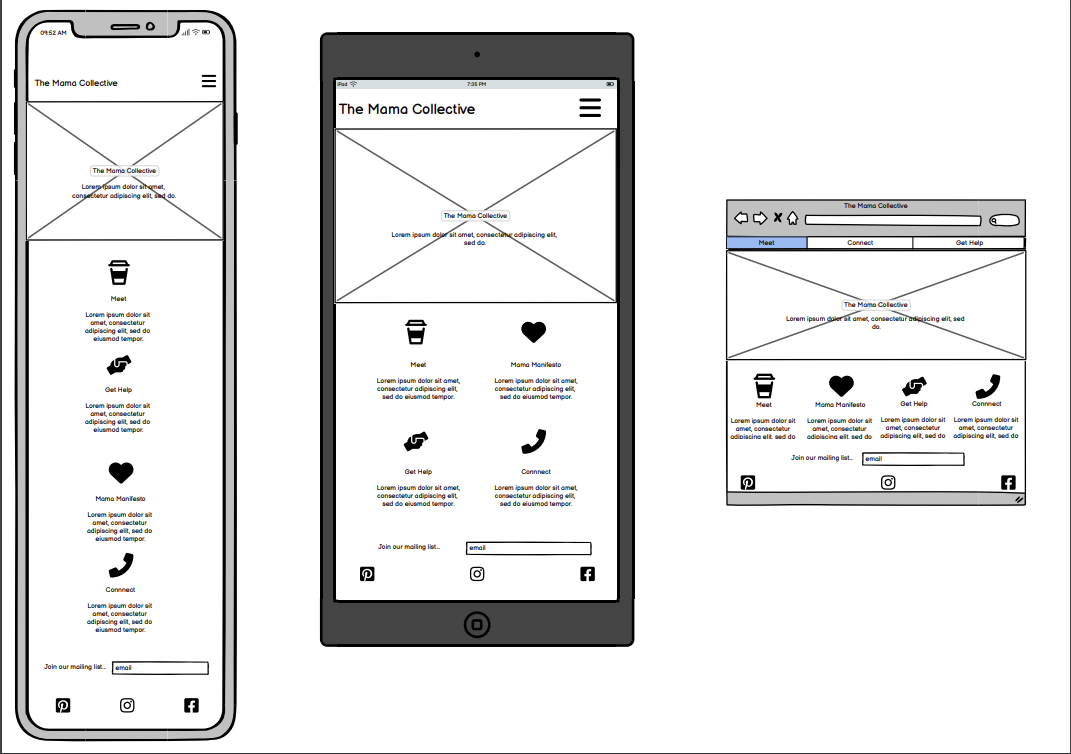 09:52 AM
The Mama Collective
The Mama Collective
Lorem ipsum dolor sit amet,
consectetur adipiscing elit, sed do.
Meet
Lorem ipsum dolor sit
amet, consectetur
adipiscing elit, sed do
eiusmod tempor.
Get Help
Lorem ipsum dolor sit
amet, consectetur
adipiscing elit, sed do
eiusmod tempor.
Mama Manifesto
Lorem ipsum dolor sit
amet, consectetur
adipiscing elit, sed do
eiusmod tempor.
Connnect
Lorem ipsum dolor sit
amet, consectetur
adipiscing elit, sed do
eiusmod tempor.
Join our mailing list... email
iPad 7:35 PM
The Mama Collective
The Mama Collective
Lorem ipsum dolor sit amet, consectetur adipiscing elit,
sed do.
Meet
Lorem ipsum dolor sit amet,
consectetur adipiscing elit,
sed do eiusmod tempor.
Mama Manifesto
Lorem ipsum dolor sit amet,
consectetur adipiscing elit,
sed do eiusmod tempor.
Get Help
Lorem ipsum dolor sit amet,
consectetur adipiscing elit,
sed do eiusmod tempor.
Connnect
Lorem ipsum dolor sit amet,
consectetur adipiscing elit,
sed do eiusmod tempor.
Join our mailing list... email
The Mama Collective
Meet Connect Get Help
The Mama Collective
Lorem ipsum dolor sit amet, consectetur adipiscing elit, sed
do.
Meet
Lorem ipsum dolor sit
amet, consectetur
adipiscing elit, sed do
Mama Manifesto
Lorem ipsum dolor sit
amet, consectetur
adipiscing elit, sed do
Get Help
Lorem ipsum dolor sit
amet, consectetur
adipiscing elit, sed do
Connnect
Lorem ipsum dolor sit
amet, consectetur
adipiscing elit, sed do
Join our mailing list... email